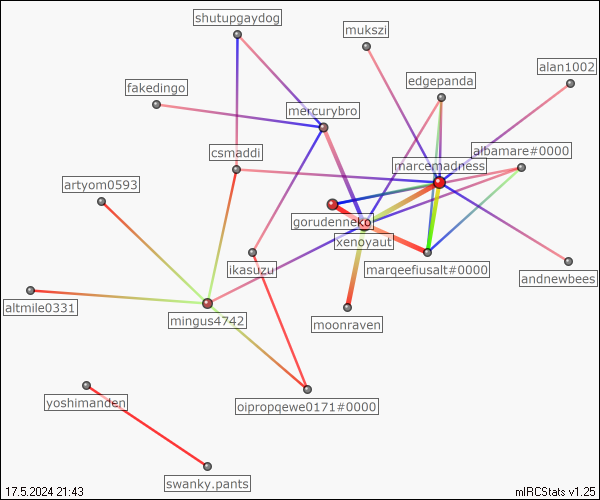 shutupgaydog
mukszi
alan1002
edgepanda
fakedingo
mercurybro
albamare#0000
csmaddi
marcemadness
artyom0593
gorudenneko
xenoyaut
ikasuzu
marqeefiusalt#0000
andnewbees
altmile0331
mingus4742
moonraven
yoshimanden
oipropqewe0171#0000
swanky.pants
17.5.2024 21:43
mIRCStats v1.25